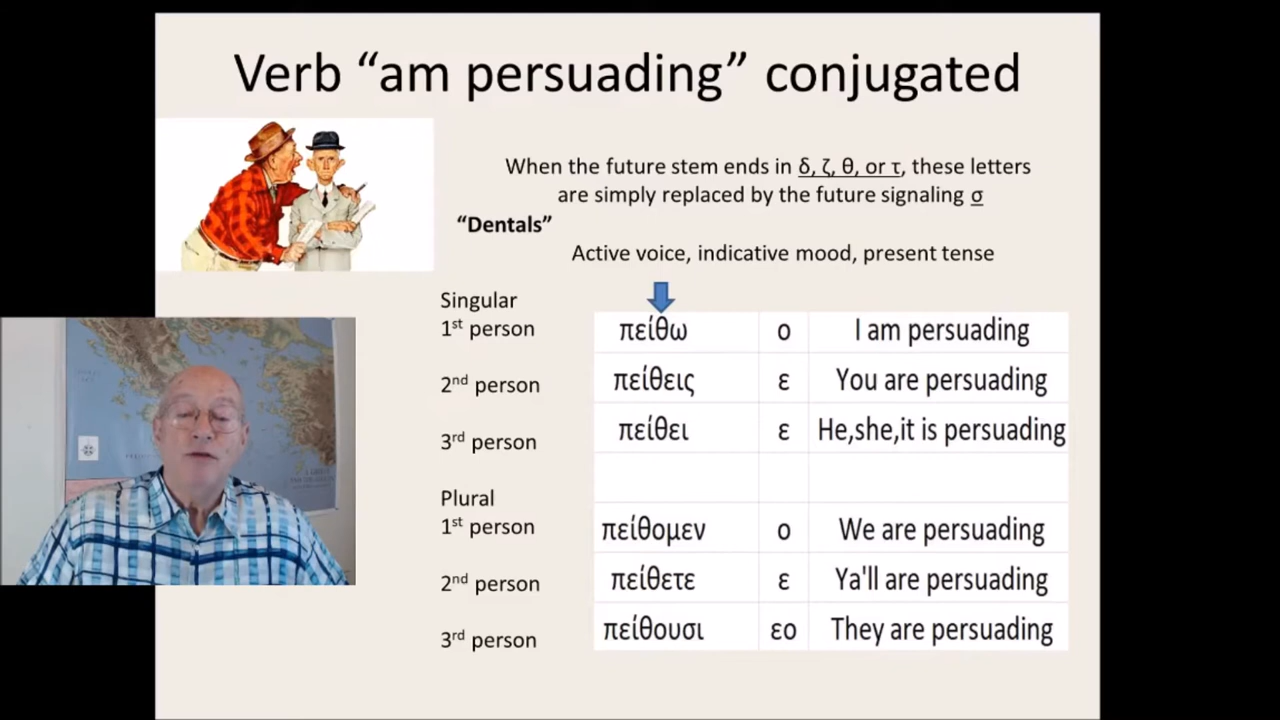 Verb “am persuading” conjugated
When the future stem ends in δ, ζ, θ, or τ, these letters
are simply replaced by the future signaling σ
“Dentals”
Active voice, indicative mood, present tense
Singular
1st person πείθω ο I am persuading
2nd person πείθεις ε You are persuading
3rd person πείθει ε He,she,it is persuading
Plural
1st person πείθομεν ο We are persuading
2nd person πείθετε ε Ya'll are persuading
3rd person πείθουσι εο They are persuading